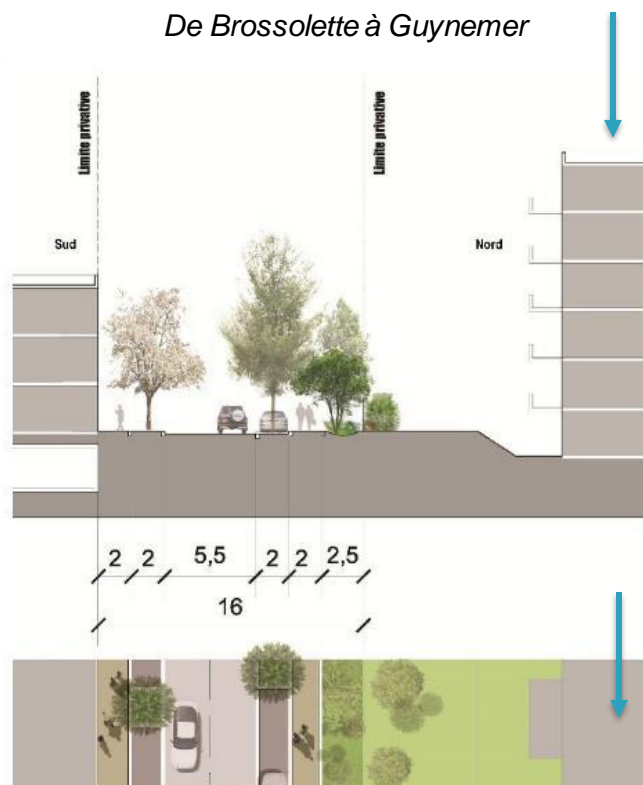 De Brossolette à Guynemer
Limite privative
Limite privative
Sud
Nord
2 2 5,5 2 2 2,5
16